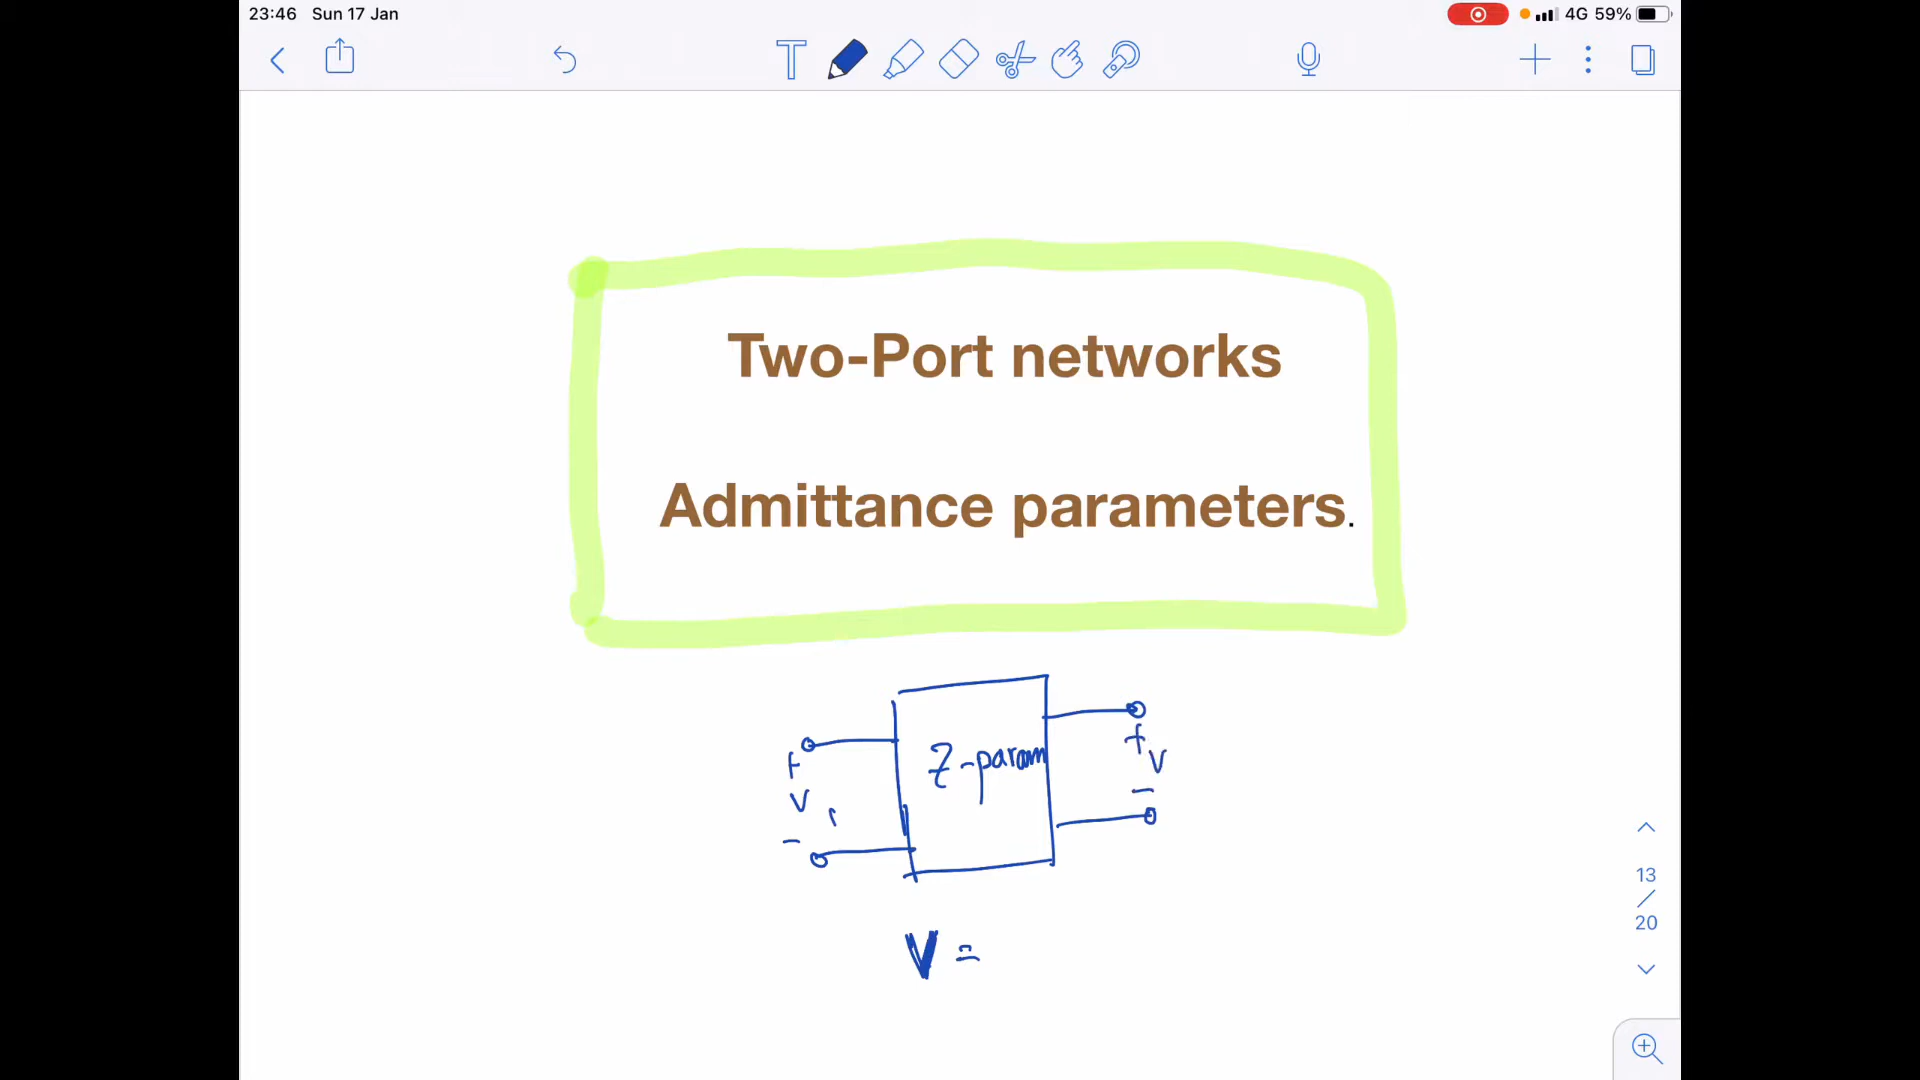 23:46 Sun 17 Jan 4G 59%
Two-Port networks
Admittance parameters.
Z-param
+ +
V V
- -
V =
13
/
20